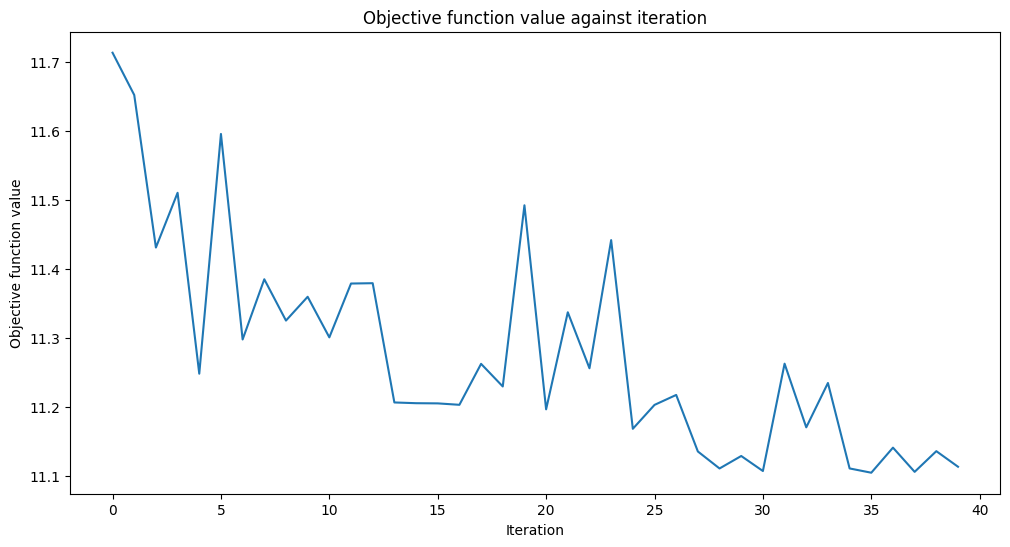 Objective function value against iteration
11.7
11.6
11.5
11.4
11.3
11.2
11.1
Objective function value
0 5 10 15 20 25 30 35 40
Iteration